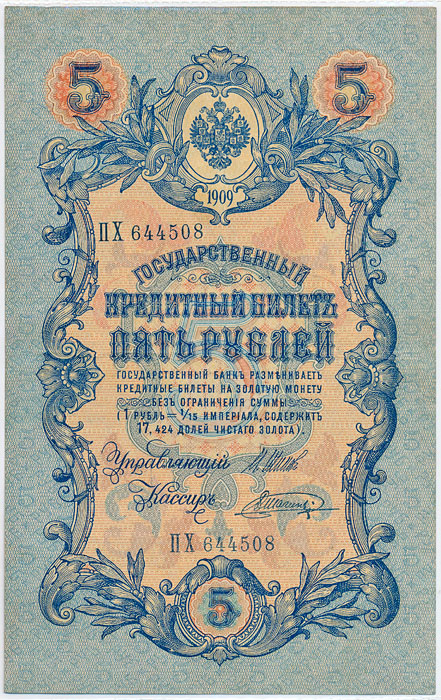 5 5
1909
ПХ 644508
ГОСУДАРСТВЕННЫЙ
КРЕДИТНЫЙ БИЛЕТЪ
ПЯТЬ РУБЛЕЙ
ГОСУДАРСТВЕННЫЙ БАНКЪ РАЗМѢНИВАЕТЪ
КРЕДИТНЫЕ БИЛЕТЫ НА ЗОЛОТУЮ МОНЕТУ
БЕЗЪ ОГРАНИЧЕНІЯ СУММЫ
(1 РУБЛЬ = 1/15 ИМПЕРІАЛА, СОДЕРЖИТЪ
17,424 ДОЛЕЙ ЧИСТАГО ЗОЛОТА).
Управляющій
Кассиръ
ПХ 644508
5